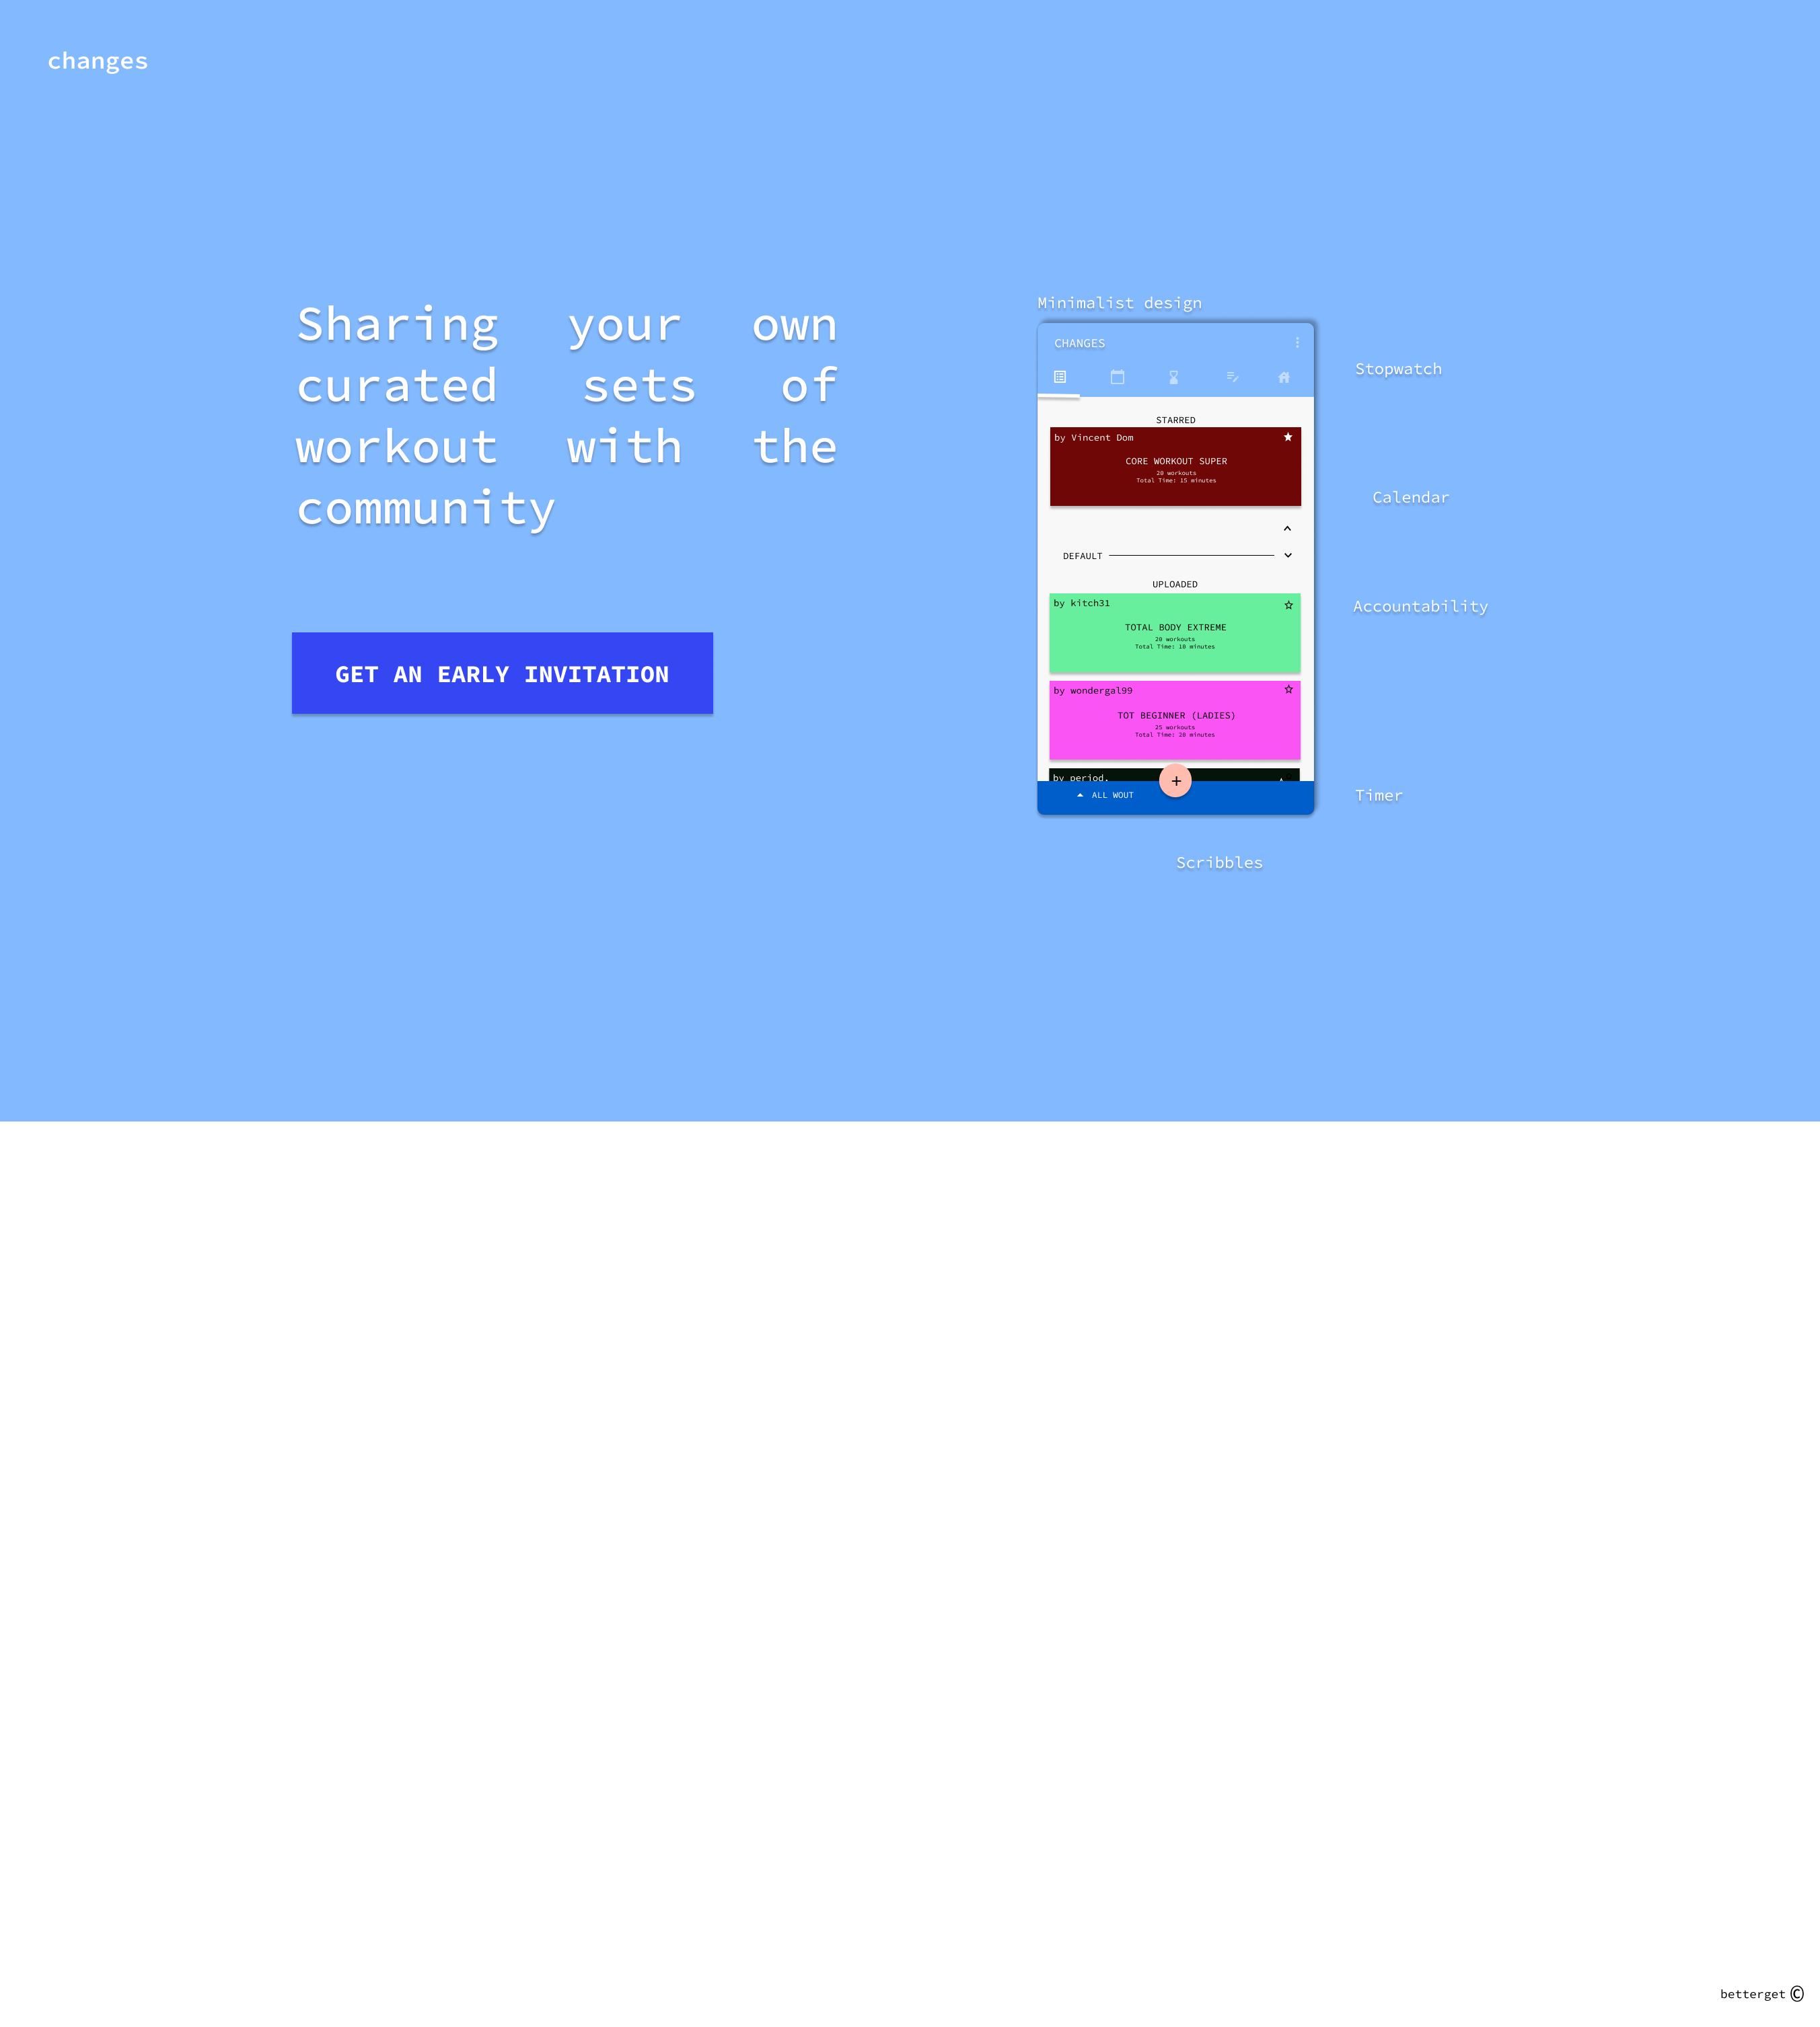 changes
Sharing your own
curated sets of
workout with the
community
GET AN EARLY INVITATION
Minimalist design
CHANGES
STARRED
by Vincent Dom
CORE WORKOUT SUPER
20 workouts
Total Time: 15 minutes
DEFAULT
UPLOADED
by kitch31
TOTAL BODY EXTREME
20 workouts
Total Time: 18 minutes
by wondergal99
TOT BEGINNER (LADIES)
25 workouts
Total Time: 28 minutes
by period.
ALL WOUT
Stopwatch
Calendar
Accountability
Timer
Scribbles
betterget ©